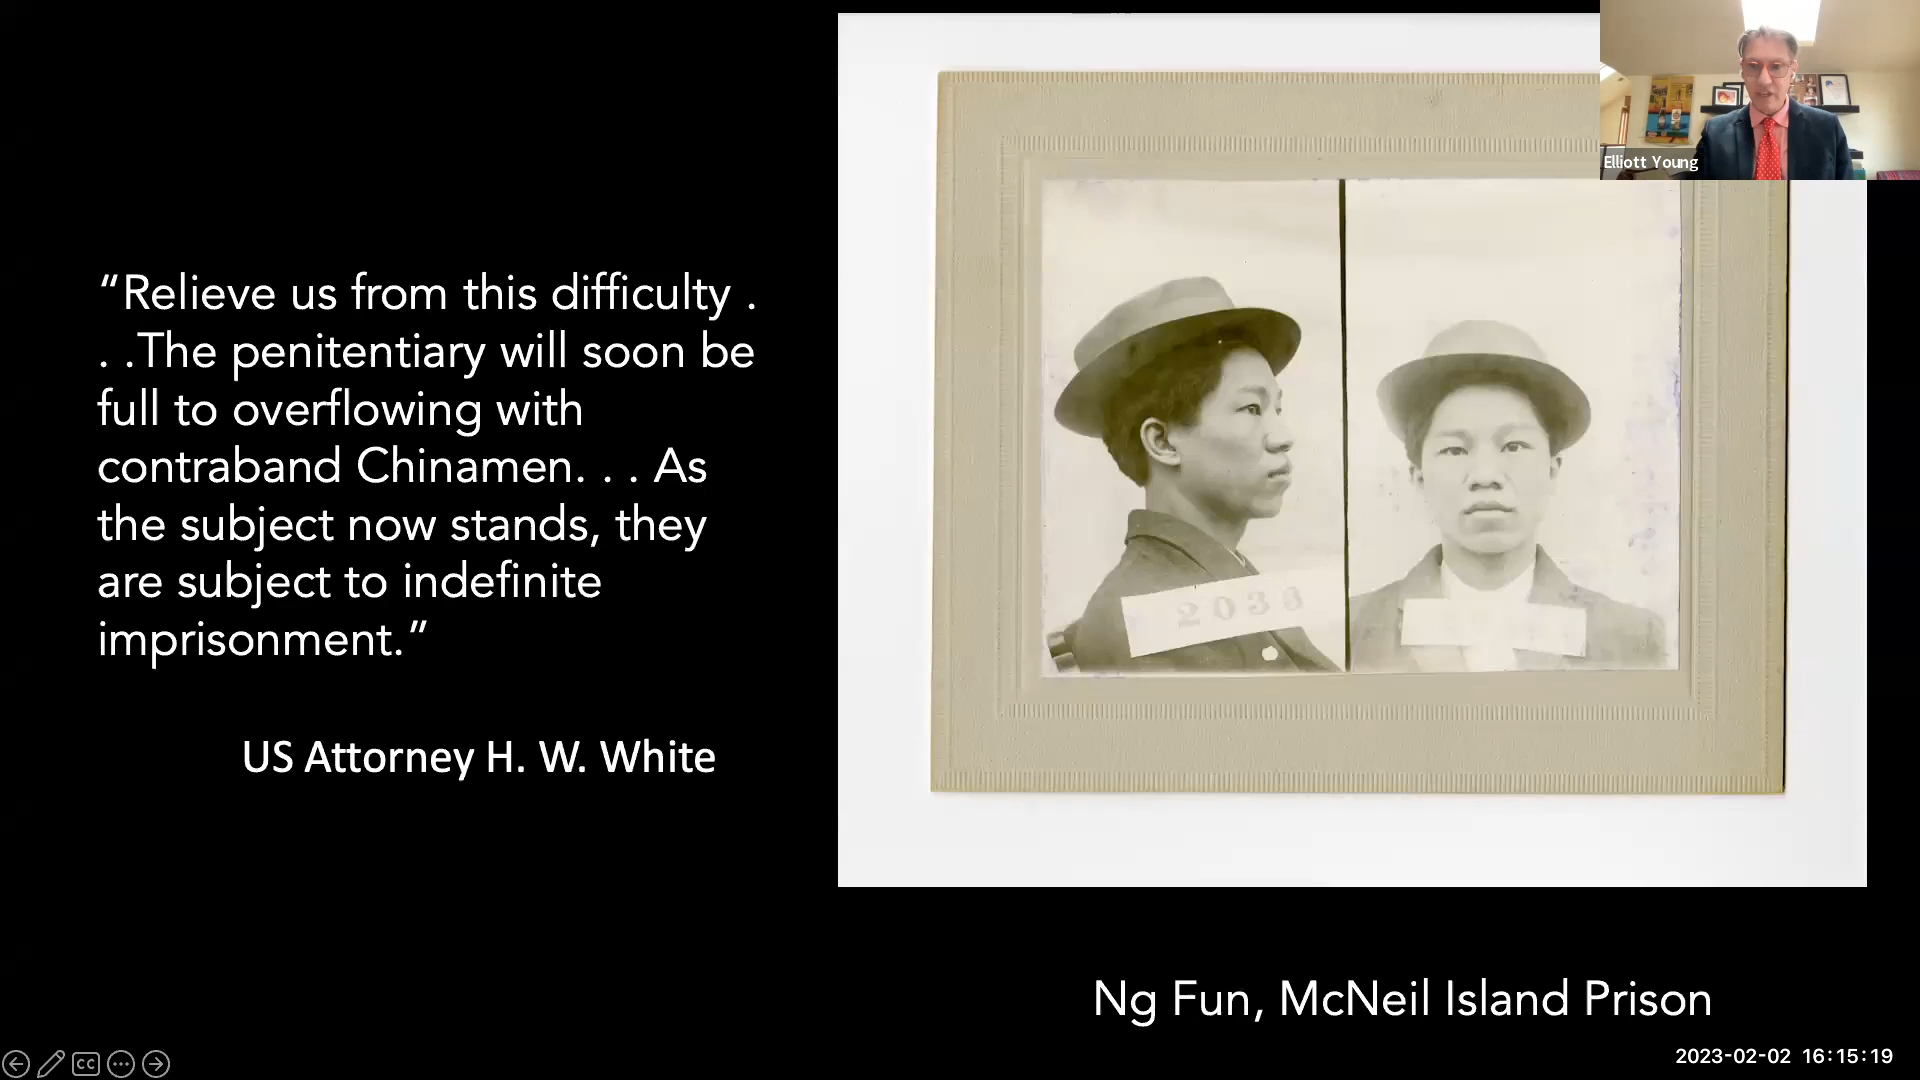 “Relieve us from this difficulty .
. .The penitentiary will soon be
full to overflowing with
contraband Chinamen. . . As
the subject now stands, they
are subject to indefinite
imprisonment.”
US Attorney H. W. White
Elliott Young
Ng Fun, McNeil Island Prison
CC
2023-02-02 16:15:19